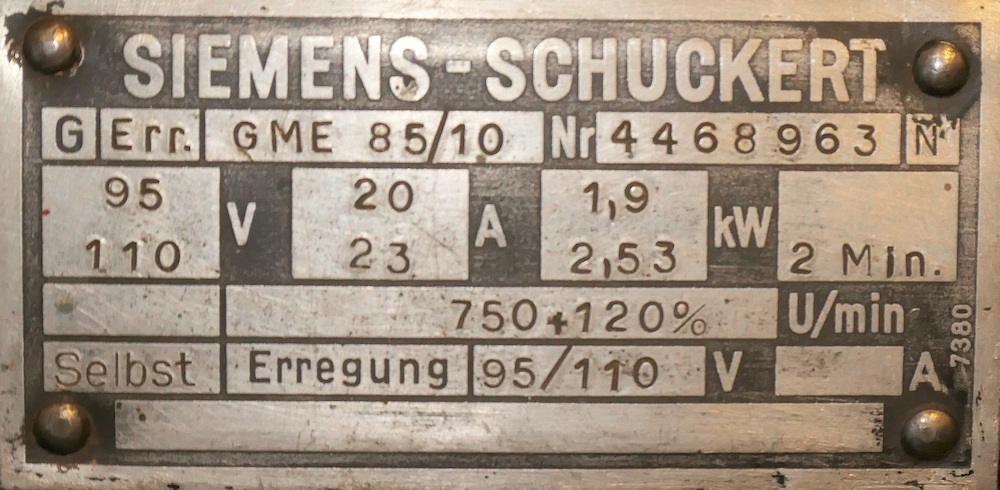 SIEMENS-SCHUCKERT
G Err. GME 85/10 Nr 4468963 N
95 20 1,9
V A kW
110 23 2,53 2 Min.
750+120% U/min
Selbst Erregung 95/110 V A
7380